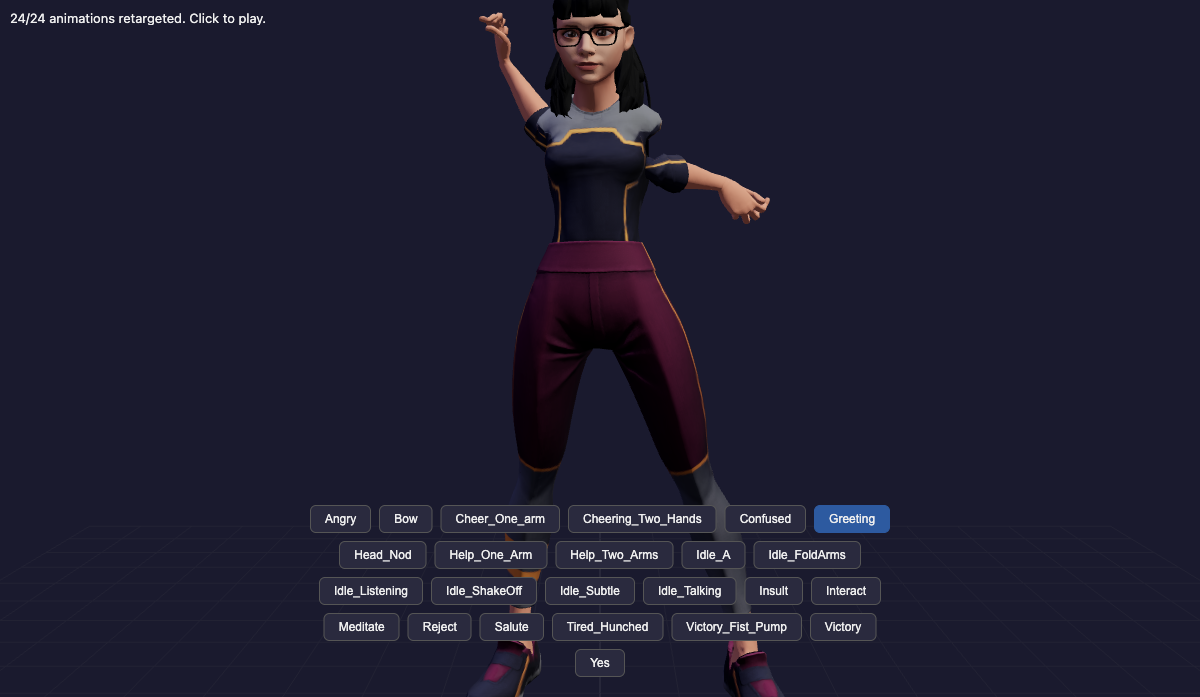 24/24 animations retargeted. Click to play.
Angry Bow Cheer_One_arm Cheering_Two_Hands Confused Greeting
Head_Nod Help_One_Arm Help_Two_Arms Idle_A Idle_FoldArms
Idle_Listening Idle_ShakeOff Idle_Subtle Idle_Talking Insult Interact
Meditate Reject Salute Tired_Hunched Victory_Fist_Pump Victory
Yes